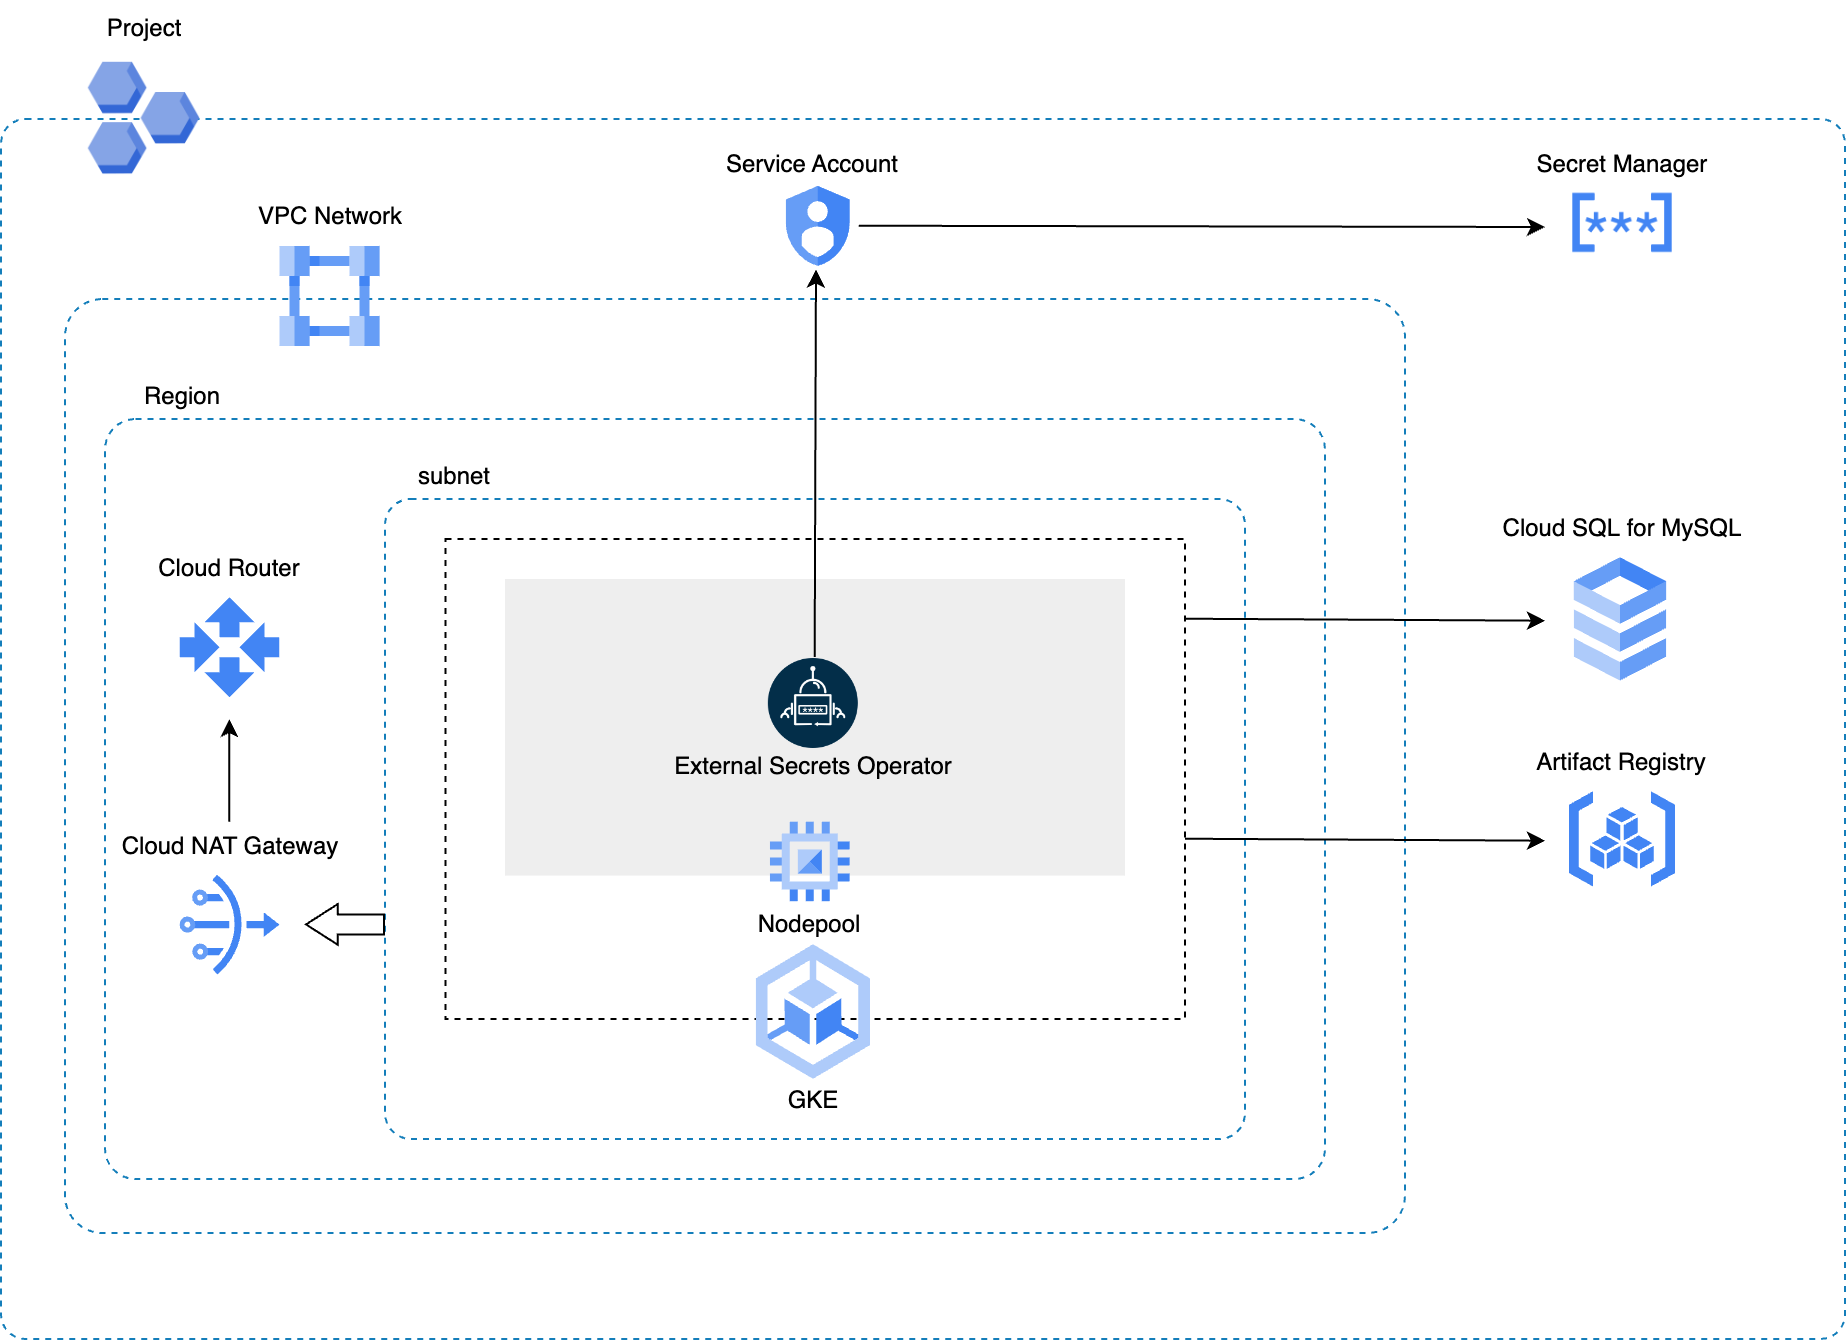 Project
Service Account
Secret Manager
[***]
VPC Network
Region
subnet
Cloud SQL for MySQL
Cloud Router
****
External Secrets Operator
Artifact Registry
Cloud NAT Gateway
Nodepool
GKE